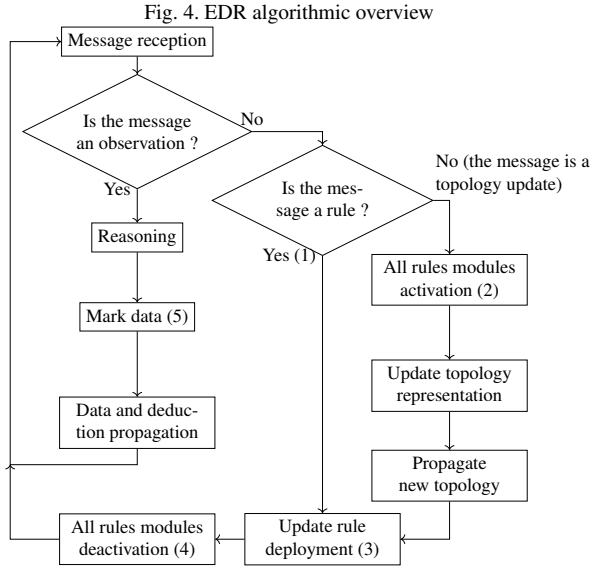 Fig. 4. EDR algorithmic overview
Message reception
Is the message
an observation ?
No
Yes
Is the mes-
sage a rule ?
No (the message is a
topology update)
Yes (1)
Reasoning
All rules modules
activation (2)
Mark data (5)
Update topology
representation
Data and deduc-
tion propagation
Propagate
new topology
All rules modules
deactivation (4)
Update rule
deployment (3)